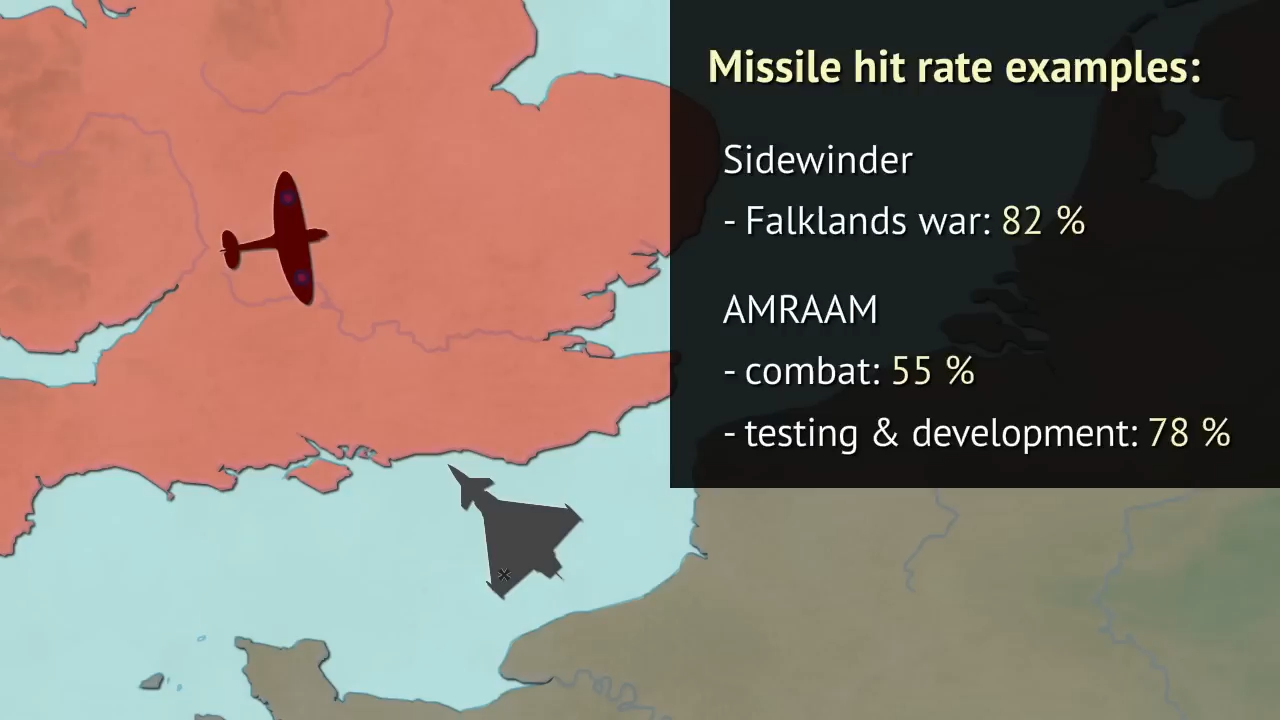 Missile hit rate examples:
Sidewinder
- Falklands war: 82 %
AMRAAM
- combat: 55 %
- testing & development: 78 %